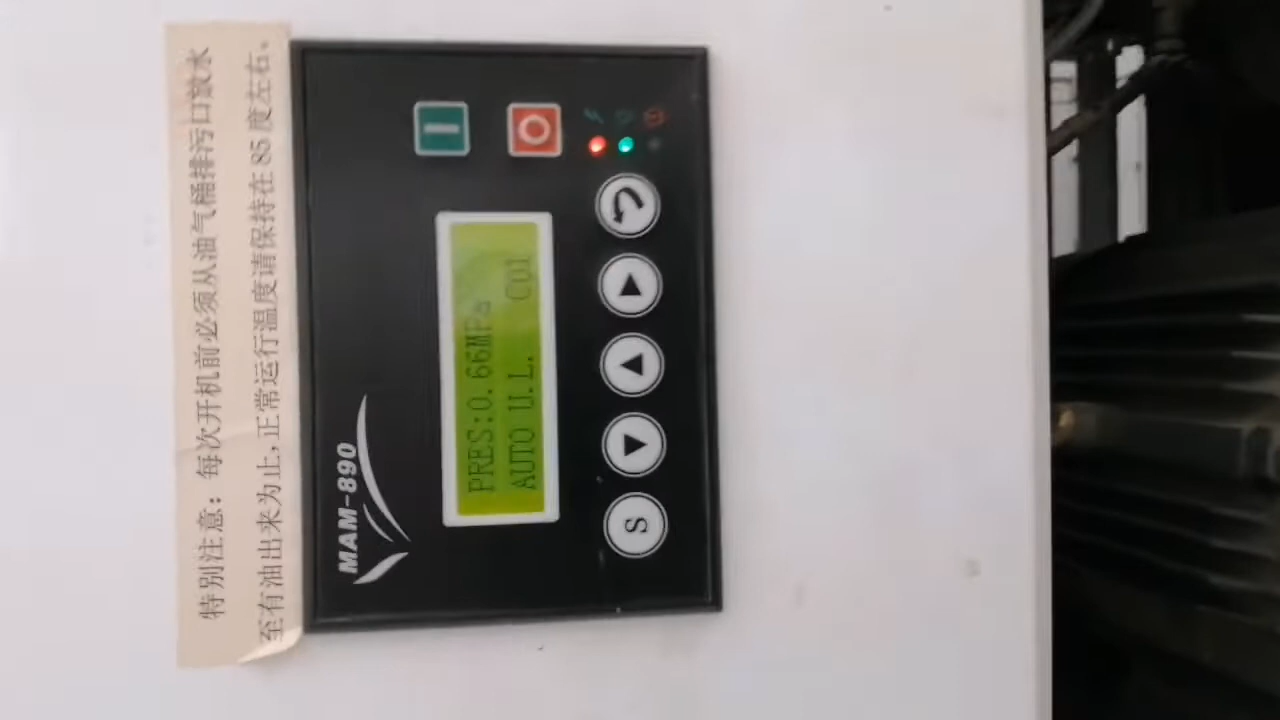 特别注意：每次开机前必须从油气桶排污口放水
至有油出来为止，正常运行温度请保持在 85 度左右。
MAM-890
PRES:0.66MPa
AUTO U.L. C01
S